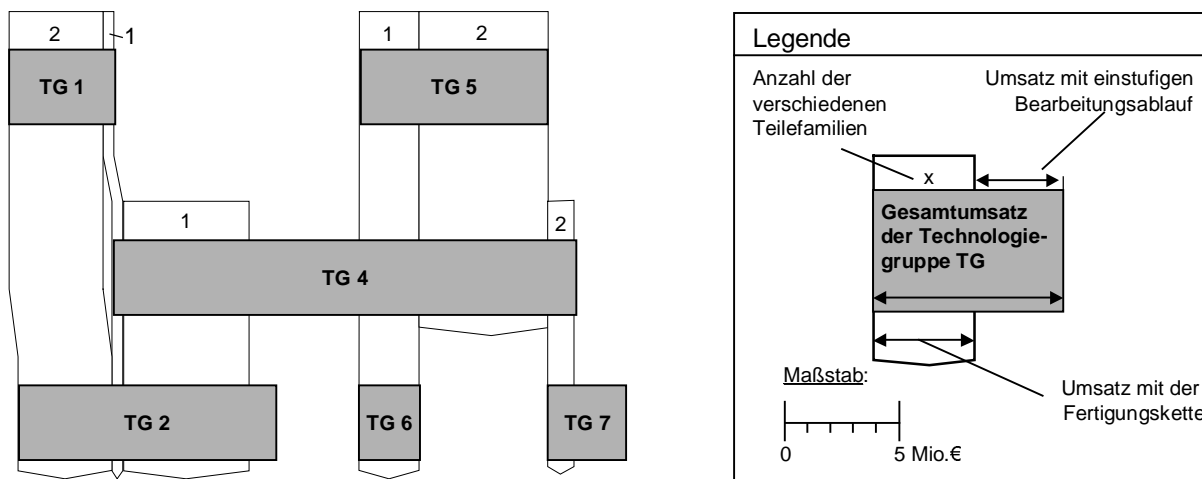 2
1
1
2
TG 1
TG 5
1
2
TG 4
TG 2
TG 6
TG 7
Legende
Anzahl der
verschiedenen
Teilefamilien
Umsatz mit einstufigen
Bearbeitungsablauf
x
Gesamtumsatz
der Technologie-
gruppe TG
Maßstab:
0
5 Mio.€
Umsatz mit der
Fertigungskette